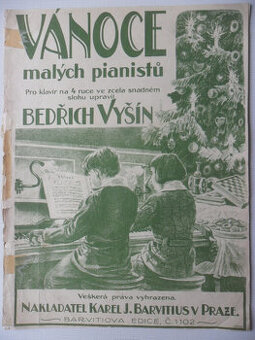 VÁNOCE
malých pianistů
Pro klavír na 4 ruce ve zcela snadném
slohu upravil
BEDŘICH VYŠÍN
Veškerá práva vyhrazena.
NAKLADATEL KAREL J. BARVITIUS V PRAZE.
BARVITIOVA EDICE, Č. 1102